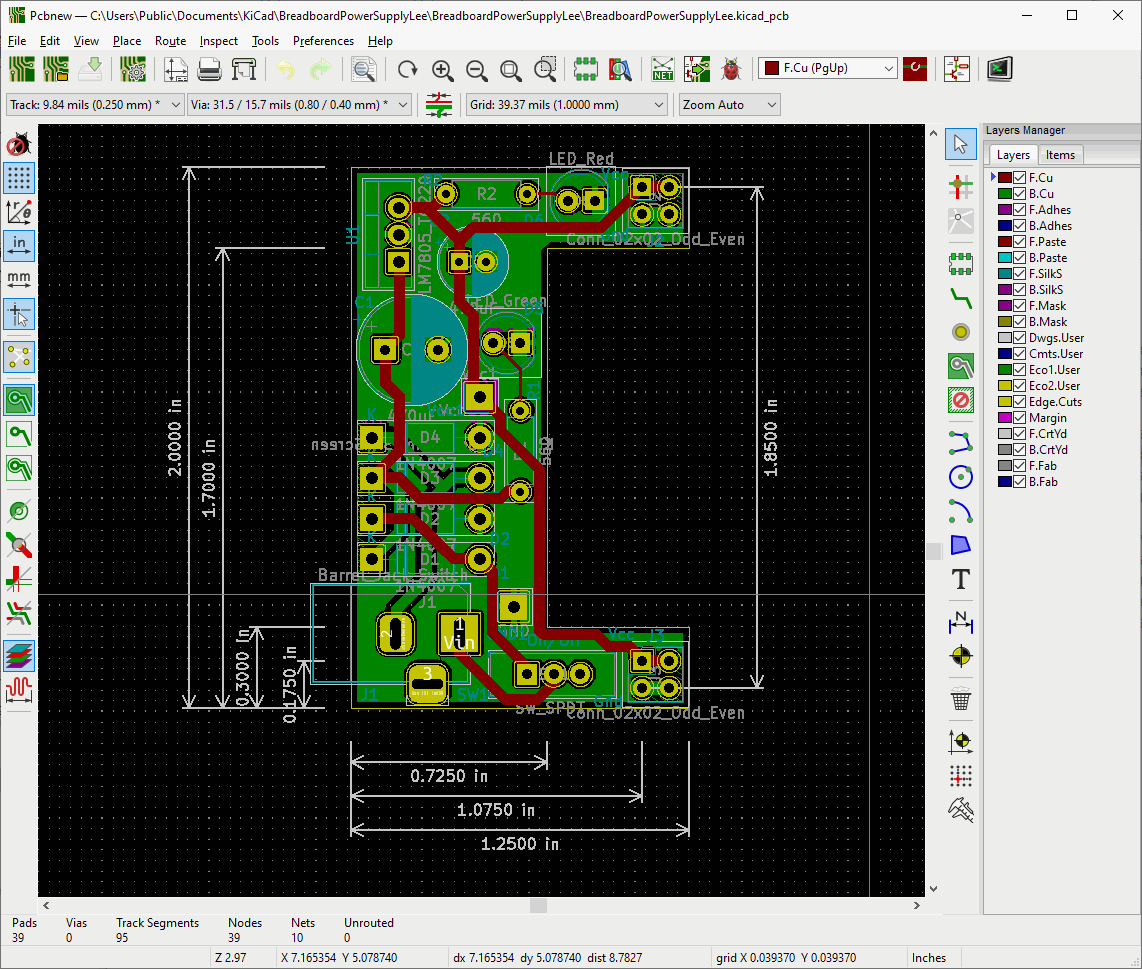 Pcbnew — C:\Users\Public\Documents\KiCad\BreadboardPowerSupplyLee\BreadboardPowerSupplyLee\BreadboardPowerSupplyLee.kicad_pcb
File Edit View Place Route Inspect Tools Preferences Help
NET
F.Cu (PgUp)
Track: 9.84 mils (0.250 mm) *
Via: 31.5 / 15.7 mils (0.80 / 0.40 mm) *
Grid: 39.37 mils (1.0000 mm)
Zoom Auto
in
mm
Layers Manager
Layers Items
F.Cu
B.Cu
F.Adhes
B.Adhes
F.Paste
B.Paste
F.SilkS
B.SilkS
F.Mask
B.Mask
Dwgs.User
Cmts.User
Eco1.User
Eco2.User
Edge.Cuts
Margin
F.CrtYd
B.CrtYd
F.Fab
B.Fab
LED_Red
R2
560
U1
Conn_02x02_Odd_Even
C1
C
K
D4
D3
D2
D1
1N4007
D2
Barrel_Jack_Switch
J1
1
Vin
2
3
GND
On/Off
Vcc
J3
J1
SW1
Gnd
SW_SPDT
Conn_02x02_Odd_Even
2.0000 in
1.7000 in
0.3000 in
0.1750 in
1.8500 in
0.7250 in
1.0750 in
1.2500 in
Pads Vias Track Segments Nodes Nets Unrouted
39 0 95 39 10 0
Z 2.97 X 7.165354 Y 5.078740 dx 7.165354 dy 5.078740 dist 8.7827 grid X 0.039370 Y 0.039370 Inches